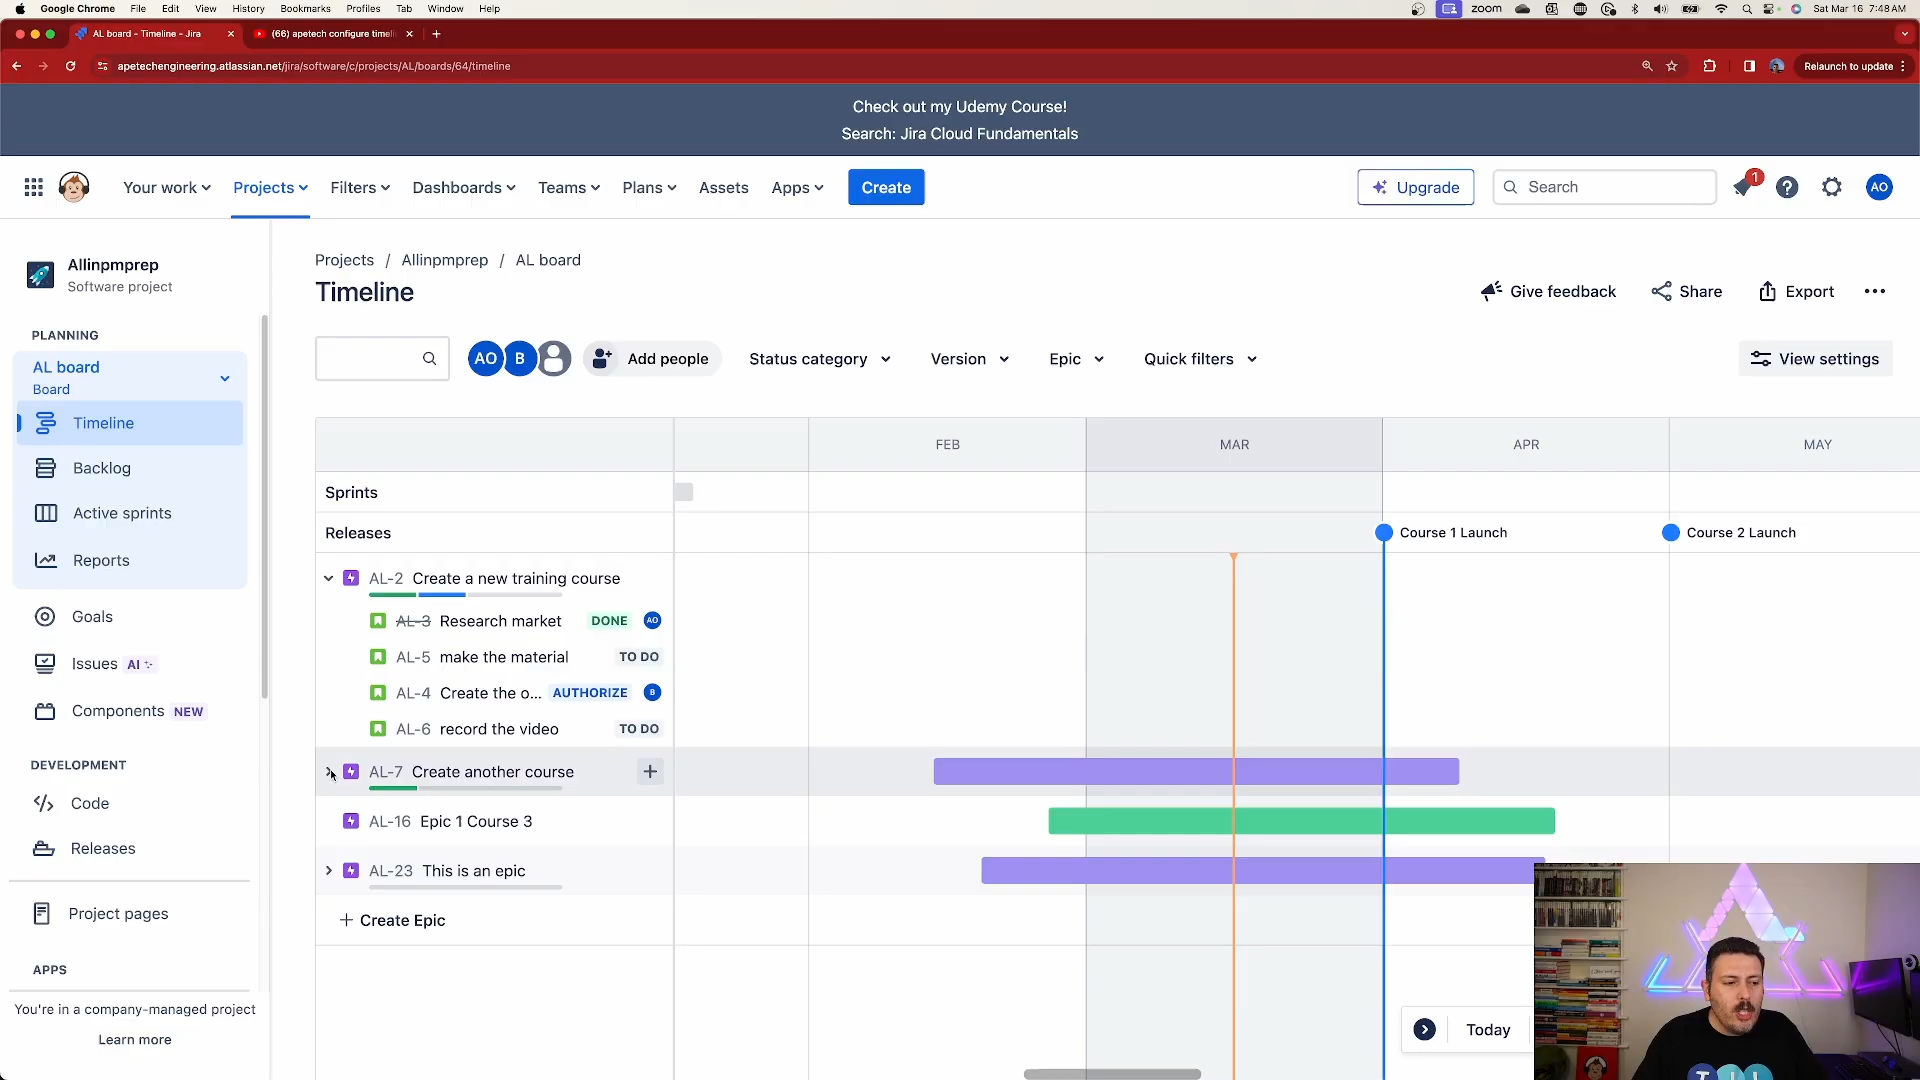 Google Chrome File Edit View History Bookmarks Profiles Tab Window Help
zoom
Sat Mar 16 7:48 AM
AL board - Timeline - Jira
(66) apetech configure timeli
apetechengineering.atlassian.net/jira/software/c/projects/AL/boards/64/timeline
Relaunch to update
Check out my Udemy Course!
Search: Jira Cloud Fundamentals
Your work Projects Filters Dashboards Teams Plans Assets Apps Create
Upgrade
Search
1
AO
Allinpmprep
Software project
PLANNING
AL board
Board
Timeline
Backlog
Active sprints
Reports
Goals
Issues AI
Components NEW
DEVELOPMENT
Code
Releases
Project pages
APPS
You're in a company-managed project
Learn more
Projects / Allinpmprep / AL board
Timeline
Give feedback
Share
Export
AO B
Add people
Status category
Version
Epic
Quick filters
View settings
FEB MAR APR MAY
Sprints
Releases
Course 1 Launch
Course 2 Launch
AL-2 Create a new training course
AL-3 Research market DONE AO
AL-5 make the material TO DO
AL-4 Create the o... AUTHORIZE B
AL-6 record the video TO DO
AL-7 Create another course
AL-16 Epic 1 Course 3
AL-23 This is an epic
+ Create Epic
Today